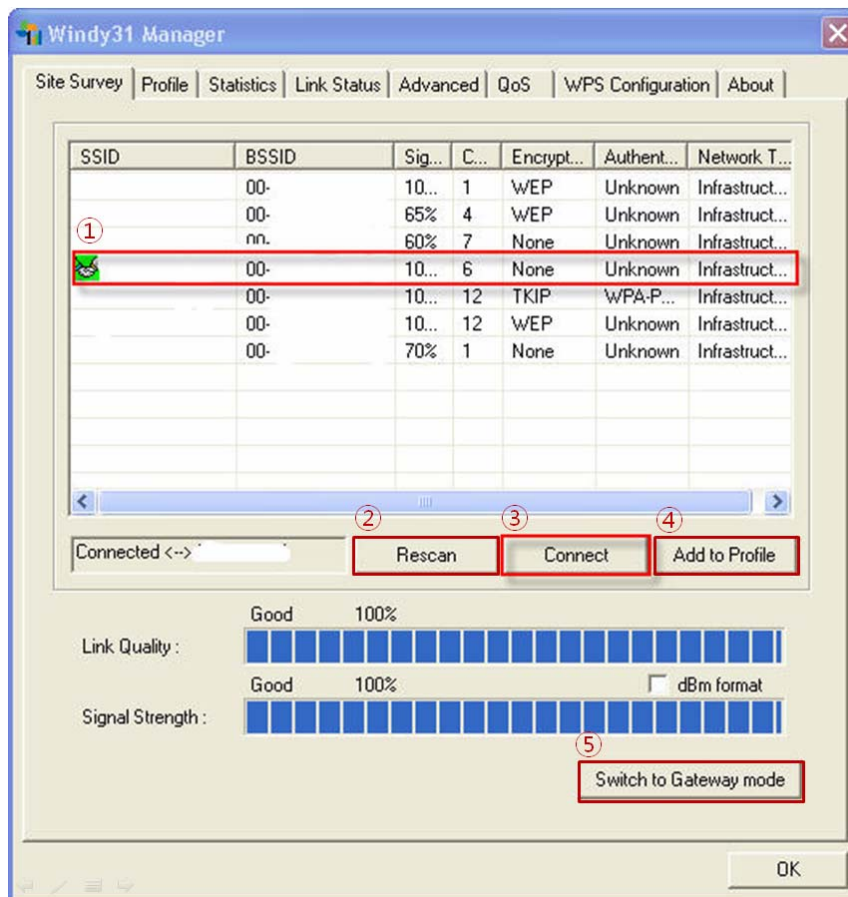 Windy31 Manager
Site Survey Profile Statistics Link Status Advanced QoS WPS Configuration About
SSID BSSID Sig... C... Encrypt... Authent... Network T...
00- 10... 1 WEP Unknown Infrastruct...
00- 65% 4 WEP Unknown Infrastruct...
①
60% 7 None Unknown Infrastruct...
00- 10... 6 None Unknown Infrastruct...
00- 10... 12 TKIP WPA-P... Infrastruct...
00- 10... 12 WEP Unknown Infrastruct...
00- 70% 1 None Unknown Infrastruct...
② ③ ④
Connected <--> Rescan Connect Add to Profile
Good 100%
Link Quality :
Good 100% dBm format
Signal Strength :
⑤
Switch to Gateway mode
OK